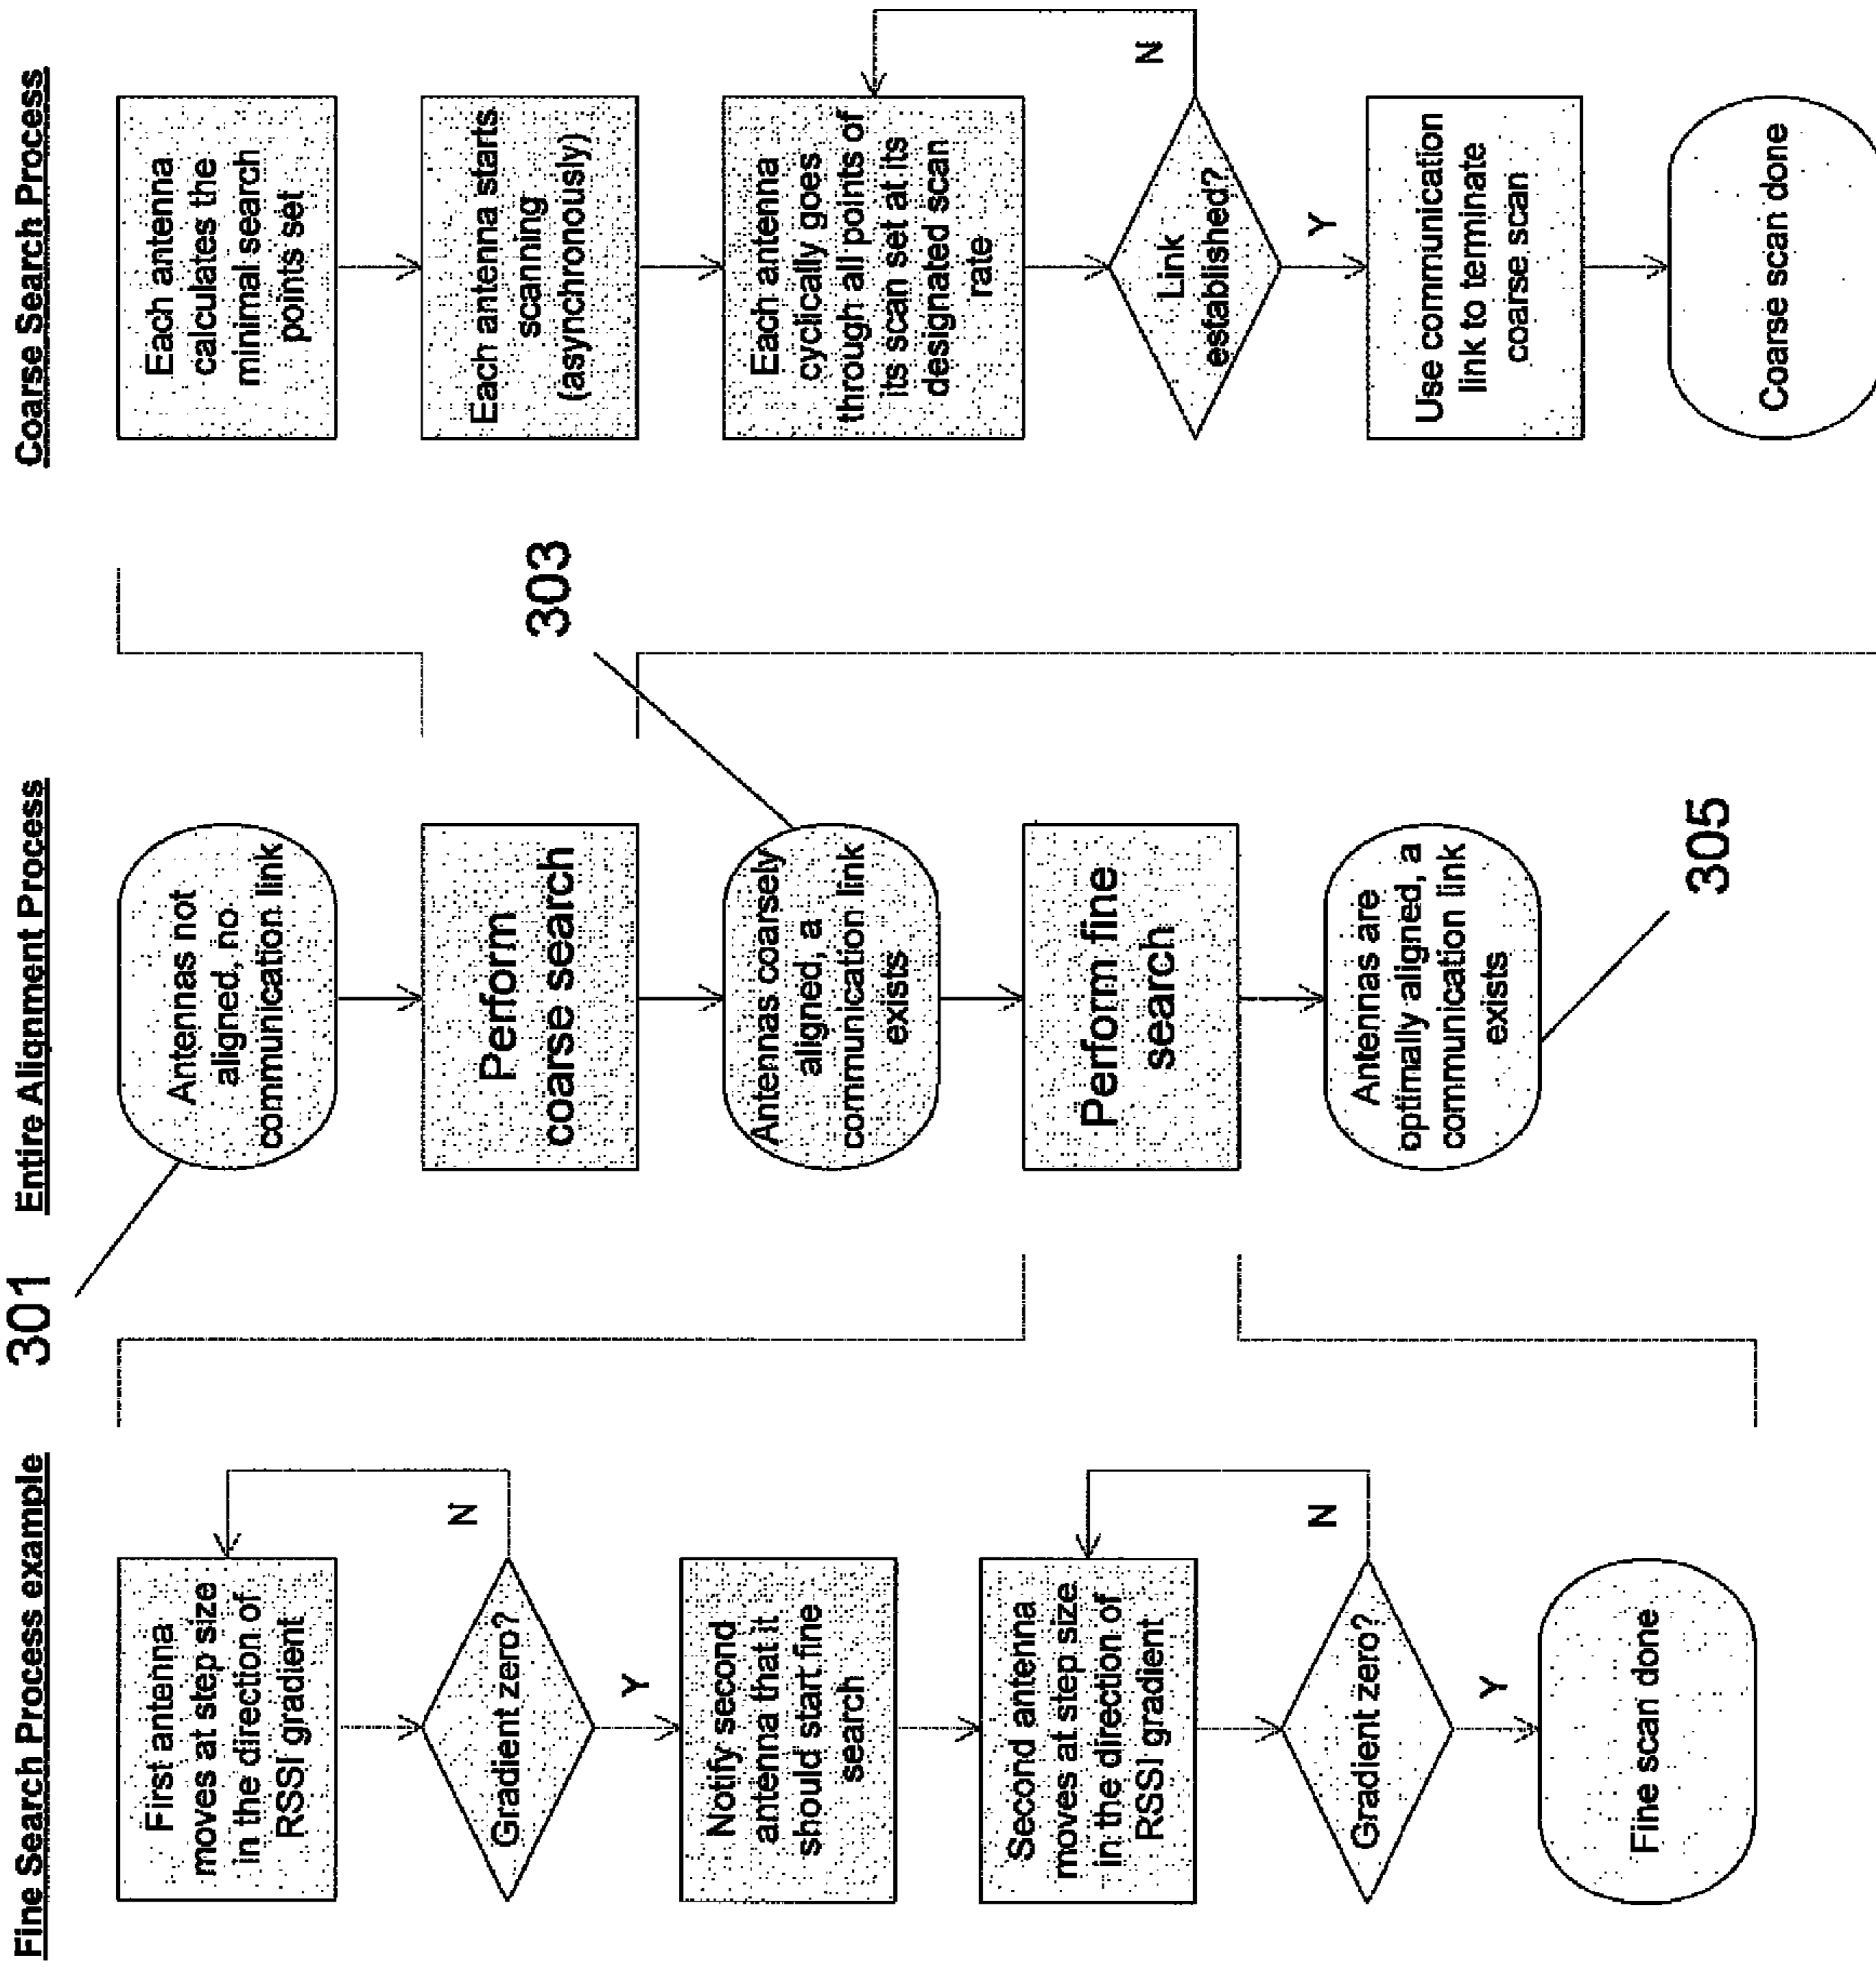 Fine Search Process example
First antenna
moves at step size
in the direction of
RSSI gradient
Gradient zero?
N
Y
Notify second
antenna that it
should start fine
search
Second antenna
moves at step size
in the direction of
RSSI gradient
Gradient zero?
N
Y
Fine scan done
301
Entire Alignment Process
Antennas not
aligned, no
communication link
Perform
coarse search
303
Antennas coarsely
aligned, a
communication link
exists
Perform fine
search
Antennas are
optimally aligned, a
communication link
exists
305
Coarse Search Process
Each antenna
calculates the
minimal search
points set
Each antenna starts
scanning
(asynchronously)
Each antenna
cyclically goes
through all points of
its scan set at its
designated scan
rate
Link
established?
N
Y
Use communication
link to terminate
coarse scan
Coarse scan done